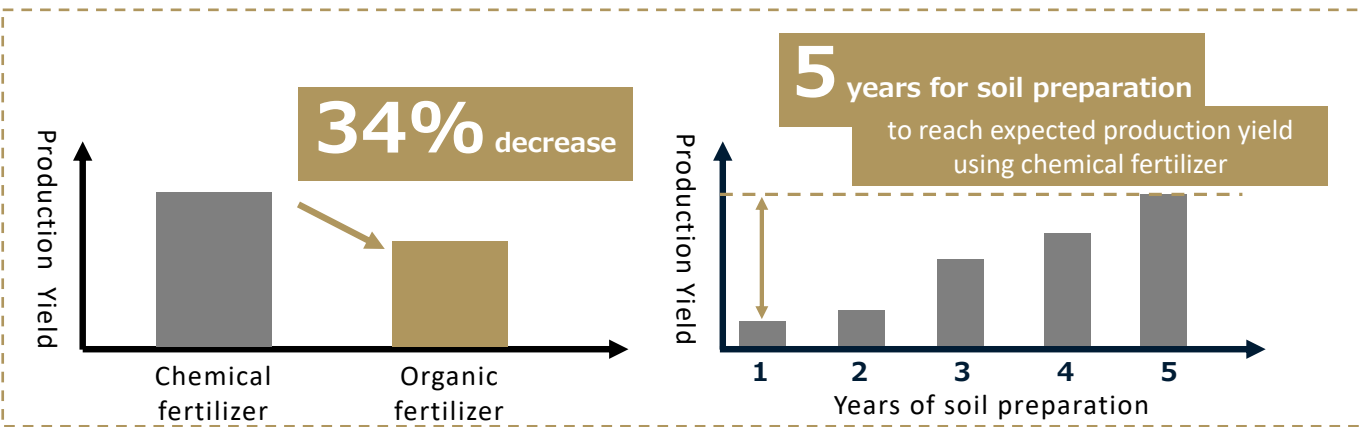 34% decrease
Production Yield
Chemical
fertilizer
Organic
fertilizer
5 years for soil preparation
to reach expected production yield
using chemical fertilizer
Production Yield
1 2 3 4 5
Years of soil preparation